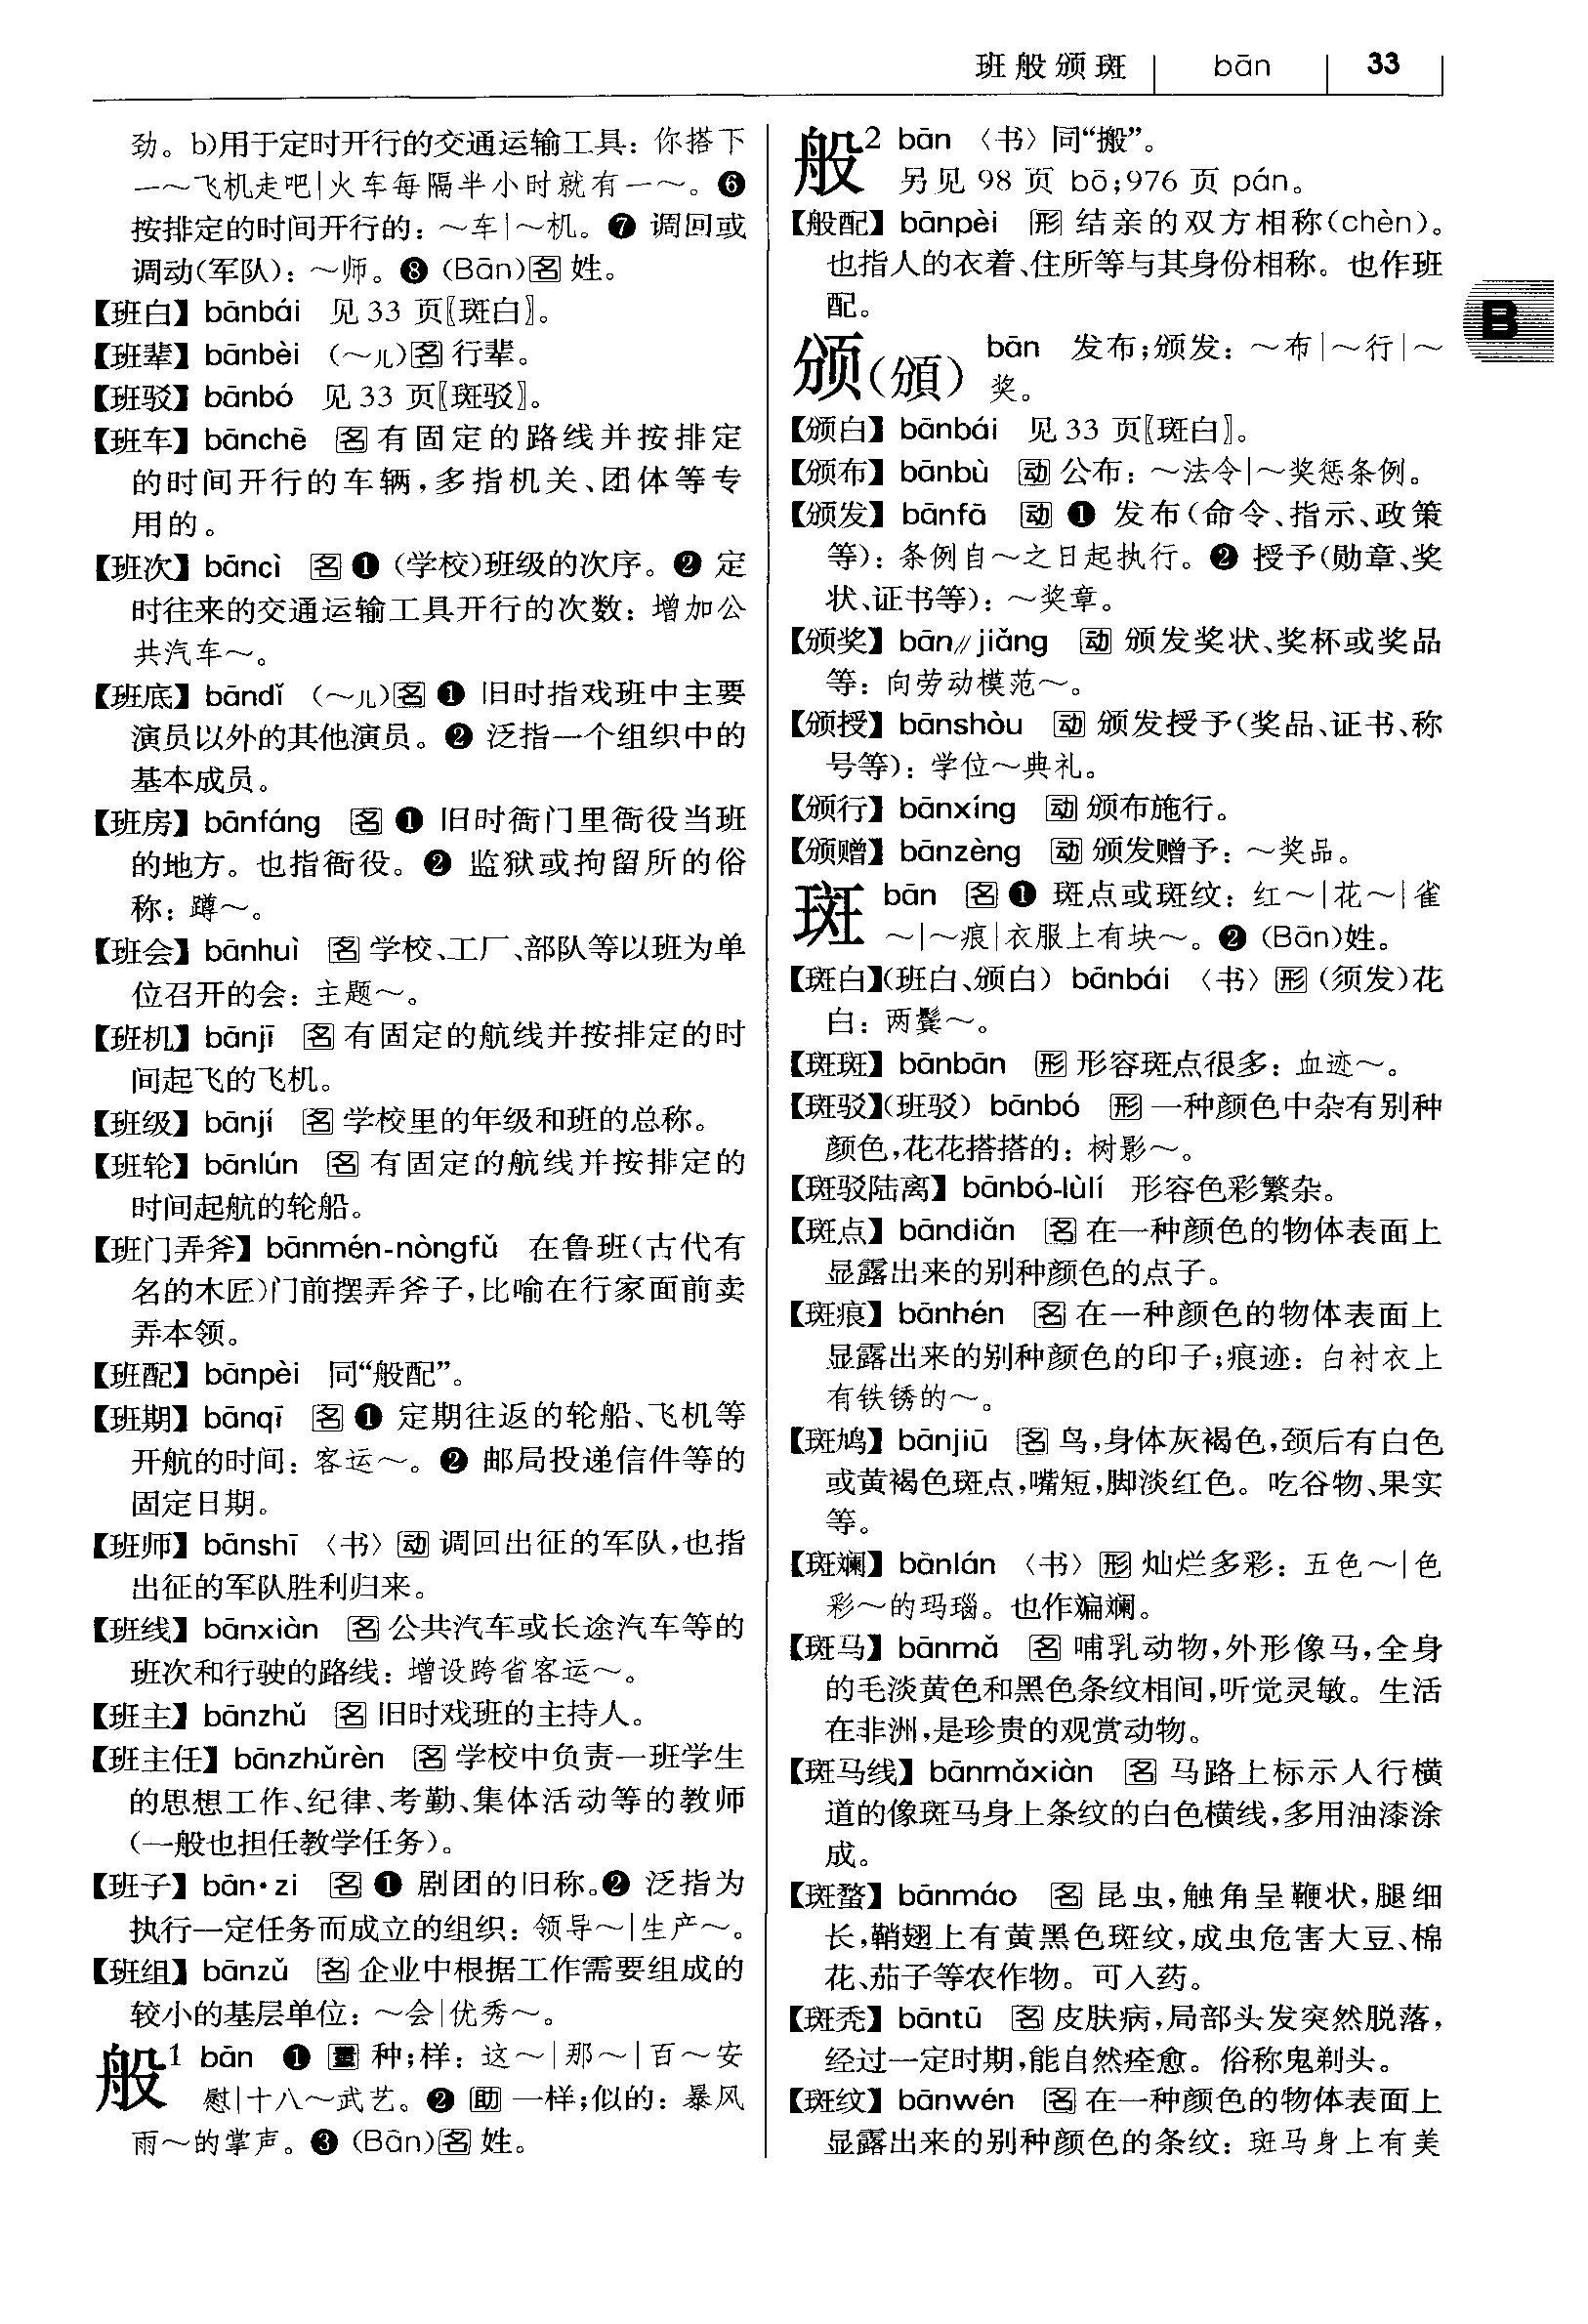 班般颁斑 bān 33
劲。b)用于定时开行的交通运输工具：你搭下
一～飞机走吧|火车每隔半小时就有一～。❻
按排定的时间开行的：～车|～机。❼ 调回或
调动(军队)：～师。❽ (Bān)名 姓。
【班白】bānbái 见 33 页〖斑白〗。
【班辈】bānbèi (～儿)名 行辈。
【班驳】bānbó 见 33 页〖斑驳〗。
【班车】bānchē 名 有固定的路线并按排定
的时间开行的车辆，多指机关、团体等专
用的。
【班次】bāncì 名 ❶ (学校)班级的次序。❷ 定
时往来的交通运输工具开行的次数：增加公
共汽车～。
【班底】bāndǐ (～儿)名 ❶ 旧时指戏班中主要
演员以外的其他演员。❷ 泛指一个组织中的
基本成员。
【班房】bānfáng 名 ❶ 旧时衙门里衙役当班
的地方。也指衙役。❷ 监狱或拘留所的俗
称：蹲～。
【班会】bānhuì 名 学校、工厂、部队等以班为单
位召开的会：主题～。
【班机】bānjī 名 有固定的航线并按排定的时
间起飞的飞机。
【班级】bānjí 名 学校里的年级和班的总称。
【班轮】bānlún 名 有固定的航线并按排定的
时间起航的轮船。
【班门弄斧】bānmén-nòngfǔ 在鲁班(古代有
名的木匠)门前摆弄斧子，比喻在行家面前卖
弄本领。
【班配】bānpèi 同“般配”。
【班期】bānqī 名 ❶ 定期往返的轮船、飞机等
开航的时间：客运～。❷ 邮局投递信件等的
固定日期。
【班师】bānshī 〈书〉动 调回出征的军队，也指
出征的军队胜利归来。
【班线】bānxiàn 名 公共汽车或长途汽车等的
班次和行驶的路线：增设跨省客运～。
【班主】bānzhǔ 名 旧时戏班的主持人。
【班主任】bānzhǔrèn 名 学校中负责一班学生
的思想工作、纪律、考勤、集体活动等的教师
(一般也担任教学任务)。
【班子】bān·zi 名 ❶ 剧团的旧称。❷ 泛指为
执行一定任务而成立的组织：领导～|生产～。
【班组】bānzǔ 名 企业中根据工作需要组成的
较小的基层单位：～会|优秀～。
般1 bān ❶ 量 种；样：这～|那～|百～安
慰|十八～武艺。❷ 助 一样；似的：暴风
雨～的掌声。❸ (Bān)名 姓。
般2 bān 〈书〉同“搬”。
另见 98 页 bō；976 页 pán。
【般配】bānpèi 形 结亲的双方相称(chèn)。
也指人的衣着、住所等与其身份相称。也作班
配。
颁(頒) bān 发布；颁发：～布|～行|～
奖。
【颁白】bānbái 见 33 页〖斑白〗。
【颁布】bānbù 动 公布：～法令|～奖惩条例。
【颁发】bānfā 动 ❶ 发布(命令、指示、政策
等)：条例自～之日起执行。❷ 授予(勋章、奖
状、证书等)：～奖章。
【颁奖】bān∥jiǎng 动 颁发奖状、奖杯或奖品
等：向劳动模范～。
【颁授】bānshòu 动 颁发授予(奖品、证书、称
号等)：学位～典礼。
【颁行】bānxíng 动 颁布施行。
【颁赠】bānzèng 动 颁发赠予：～奖品。
斑 bān 名 ❶ 斑点或斑纹：红～|花～|雀
～|～痕|衣服上有块～。❷ (Bān)姓。
【斑白】(班白、颁白) bānbái 〈书〉形 (须发)花
白：两鬓～。
【斑斑】bānbān 形 形容斑点很多：血迹～。
【斑驳】(班驳) bānbó 形 一种颜色中杂有别种
颜色，花花搭搭的：树影～。
【斑驳陆离】bānbó-lùlí 形容色彩繁杂。
【斑点】bāndiǎn 名 在一种颜色的物体表面上
显露出来的别种颜色的点子。
【斑痕】bānhén 名 在一种颜色的物体表面上
显露出来的别种颜色的印子；痕迹：白衬衣上
有铁锈的～。
【斑鸠】bānjiū 名 鸟，身体灰褐色，颈后有白色
或黄褐色斑点，嘴短，脚淡红色。吃谷物、果实
等。
【斑斓】bānlán 〈书〉形 灿烂多彩：五色～|色
彩～的玛瑙。也作斒斓。
【斑马】bānmǎ 名 哺乳动物，外形像马，全身
的毛淡黄色和黑色条纹相间，听觉灵敏。生活
在非洲，是珍贵的观赏动物。
【斑马线】bānmǎxiàn 名 马路上标示人行横
道的像斑马身上条纹的白色横线，多用油漆涂
成。
【斑蝥】bānmáo 名 昆虫，触角呈鞭状，腿细
长，鞘翅上有黄黑色斑纹，成虫危害大豆、棉
花、茄子等农作物。可入药。
【斑秃】bāntū 名 皮肤病，局部头发突然脱落，
经过一定时期，能自然痊愈。俗称鬼剃头。
【斑纹】bānwén 名 在一种颜色的物体表面上
显露出来的别种颜色的条纹：斑马身上有美
B